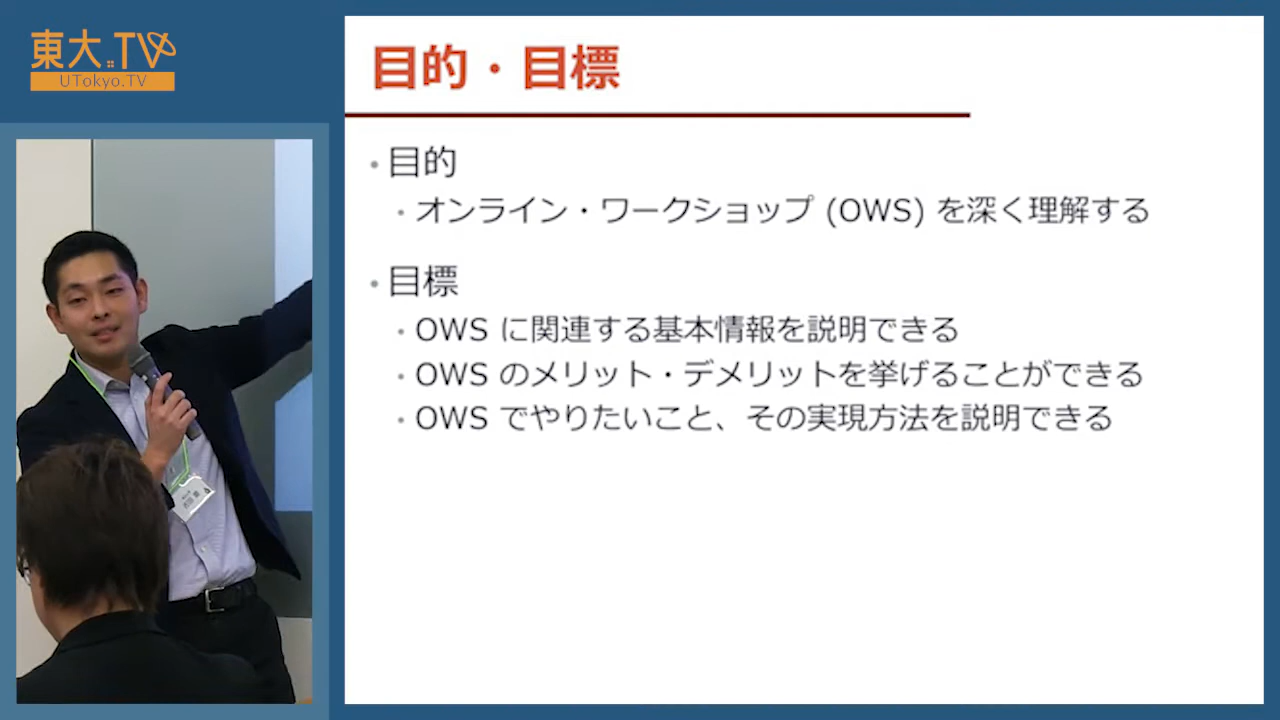 東大.TV
UTokyo.TV
目的・目標
・目的
・オンライン・ワークショップ (OWS) を深く理解する
・目標
・OWS に関連する基本情報を説明できる
・OWS のメリット・デメリットを挙げることができる
・OWS でやりたいこと、その実現方法を説明できる